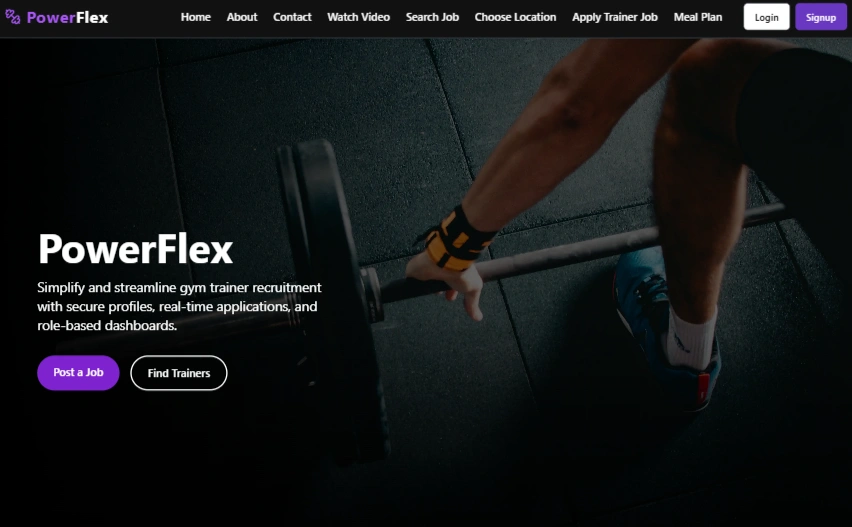 PowerFlex
Home About Contact Watch Video Search Job Choose Location Apply Trainer Job Meal Plan
Login Signup
PowerFlex
Simplify and streamline gym trainer recruitment
with secure profiles, real-time applications, and
role-based dashboards.
Post a Job Find Trainers